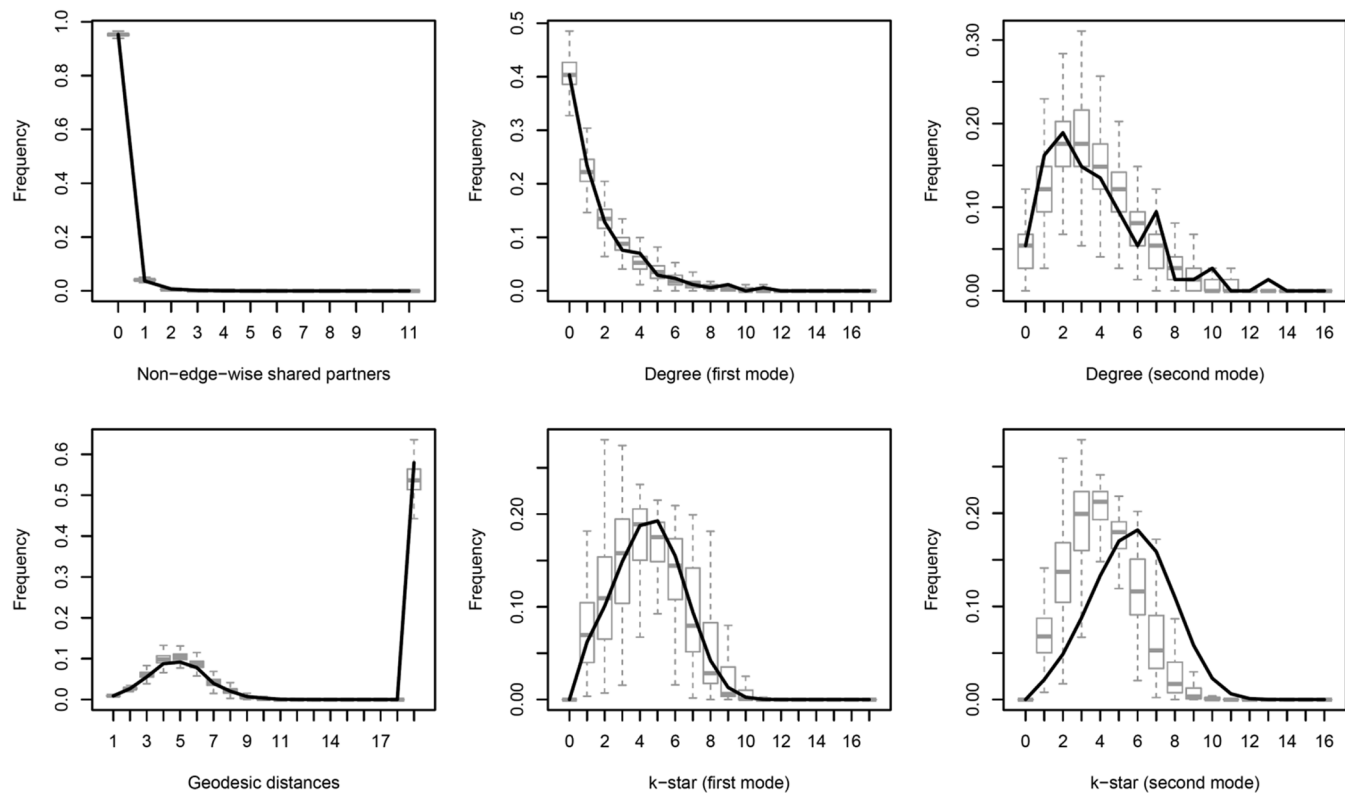 Frequency
0.0 0.2 0.4 0.6 0.8 1.0
0 1 2 3 4 5 6 7 8 9 11
Non-edge-wise shared partners
Frequency
0.0 0.1 0.2 0.3 0.4 0.5
0 2 4 6 8 10 12 14 16
Degree (first mode)
Frequency
0.00 0.10 0.20 0.30
0 2 4 6 8 10 12 14 16
Degree (second mode)
Frequency
0.0 0.1 0.2 0.3 0.4 0.5 0.6
1 3 5 7 9 11 14 17
Geodesic distances
Frequency
0.00 0.10 0.20
0 2 4 6 8 10 12 14 16
k-star (first mode)
Frequency
0.00 0.10 0.20
0 2 4 6 8 10 12 14 16
k-star (second mode)